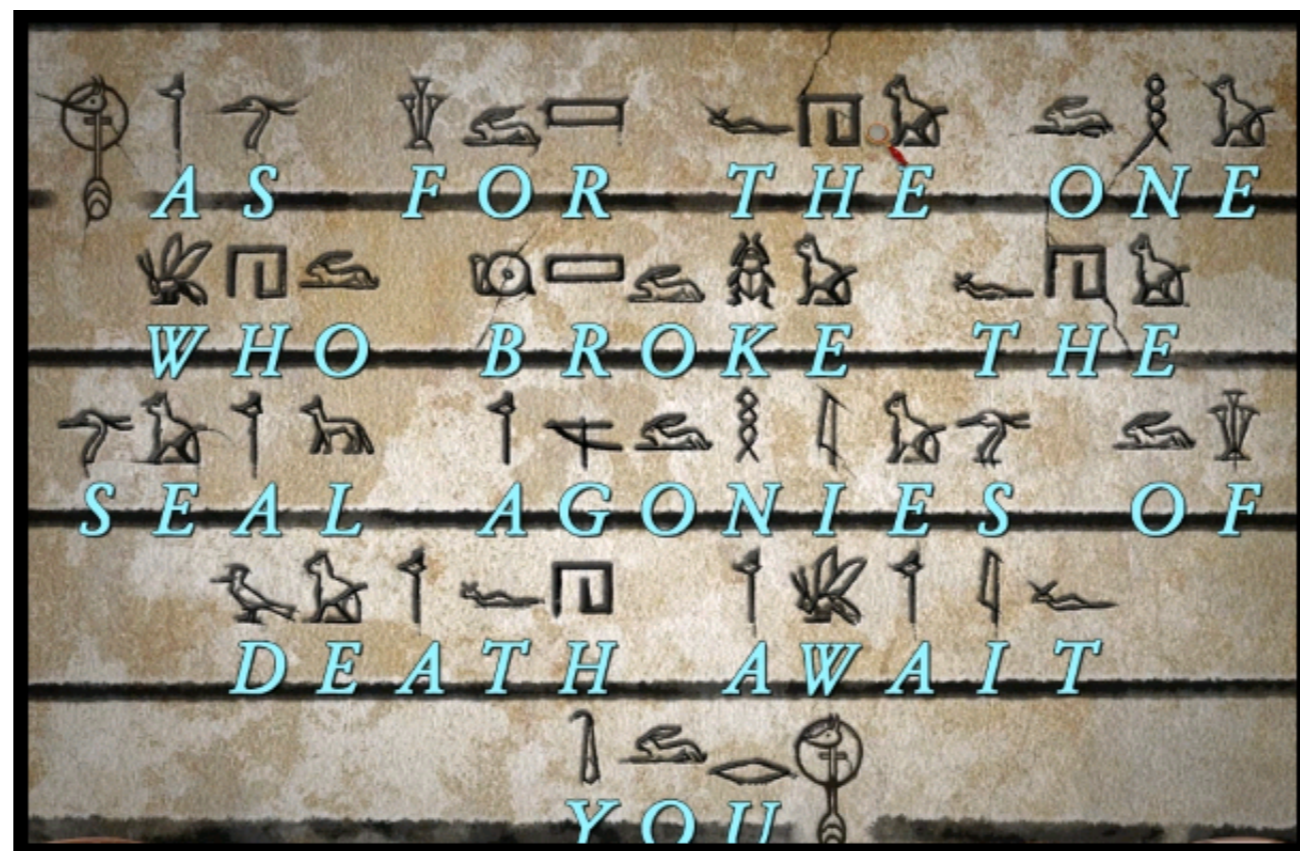 AS FOR THE ONE
WHO BROKE THE
SEAL AGONIES OF
DEATH AWAIT
YOU